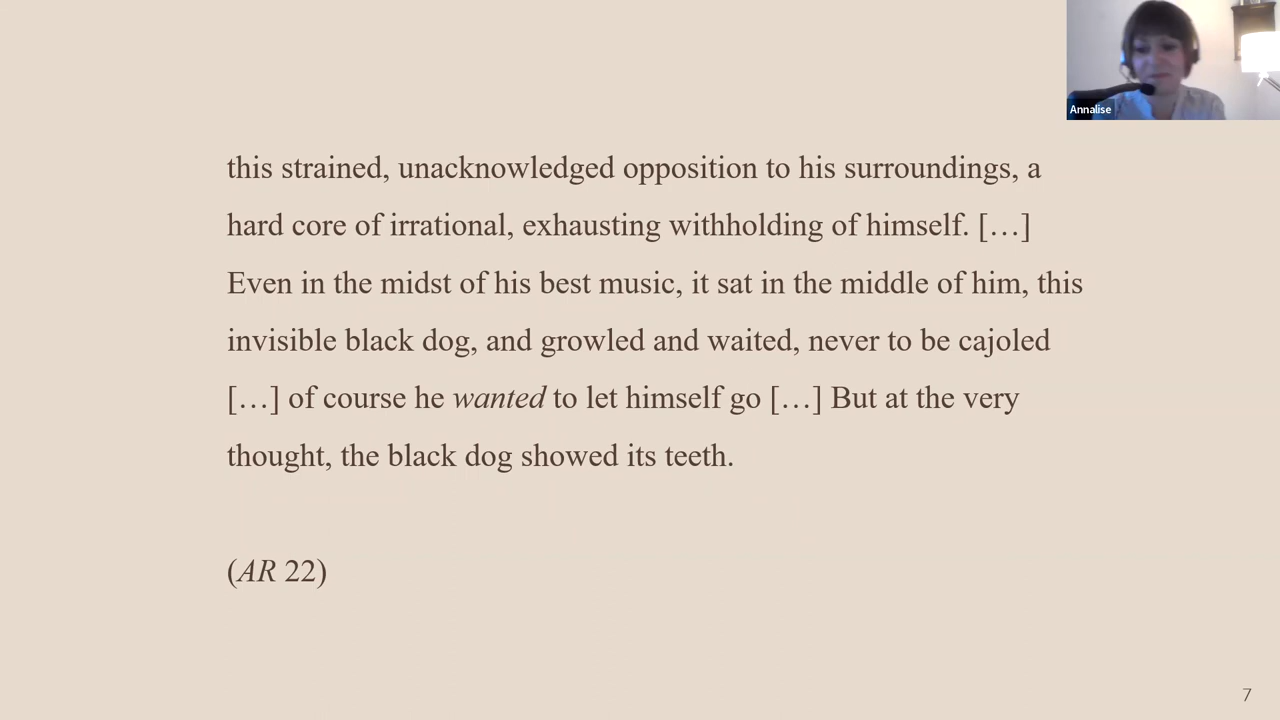 Annalise
this strained, unacknowledged opposition to his surroundings, a
hard core of irrational, exhausting withholding of himself. […]
Even in the midst of his best music, it sat in the middle of him, this
invisible black dog, and growled and waited, never to be cajoled
[…] of course he wanted to let himself go […] But at the very
thought, the black dog showed its teeth.
(AR 22)
7